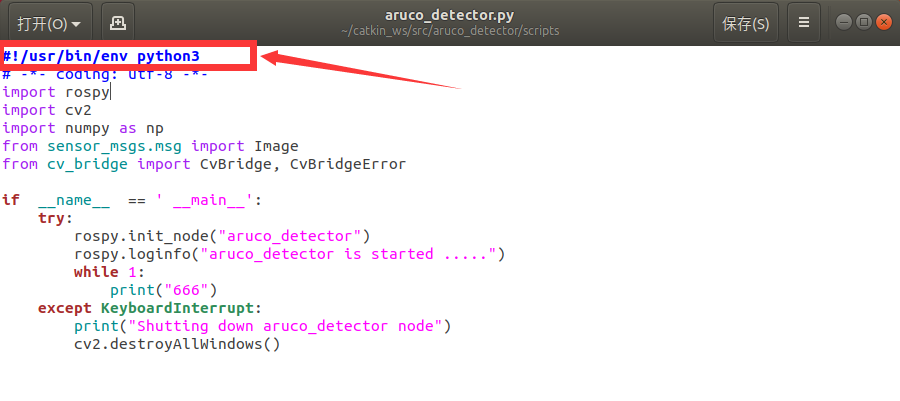 打开(O)
aruco_detector.py
~/catkin_ws/src/aruco_detector/scripts
保存(S)
#!/usr/bin/env python3
# -*- coding: utf-8 -*-
import rospy
import cv2
import numpy as np
from sensor_msgs.msg import Image
from cv_bridge import CvBridge, CvBridgeError
if  __name__  == ' __main__':
    try:
        rospy.init_node("aruco_detector")
        rospy.loginfo("aruco_detector is started .....")
        while 1:
            print("666")
    except KeyboardInterrupt:
        print("Shutting down aruco_detector node")
        cv2.destroyAllWindows()